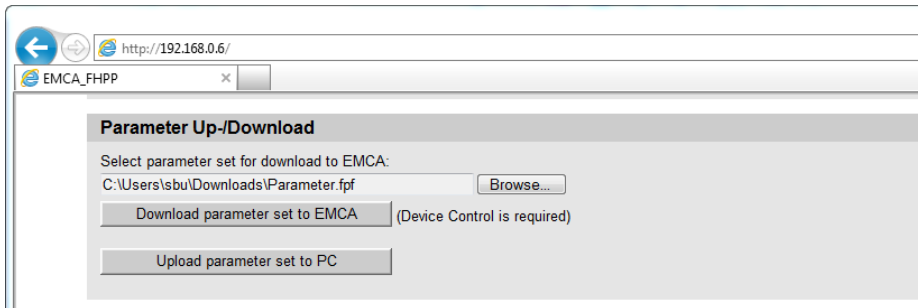 http://192.168.0.6/
EMCA_FHPP
Parameter Up-/Download
Select parameter set for download to EMCA:
C:\Users\sbu\Downloads\Parameter.fpf Browse...
Download parameter set to EMCA (Device Control is required)
Upload parameter set to PC